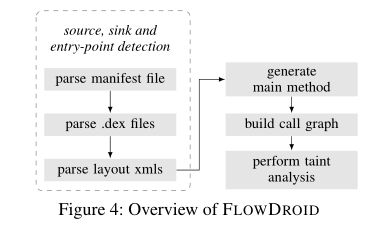 source, sink and
entry-point detection
parse manifest file
parse .dex files
parse layout xmls
generate
main method
build call graph
perform taint
analysis
Figure 4: Overview of FLOWDROID